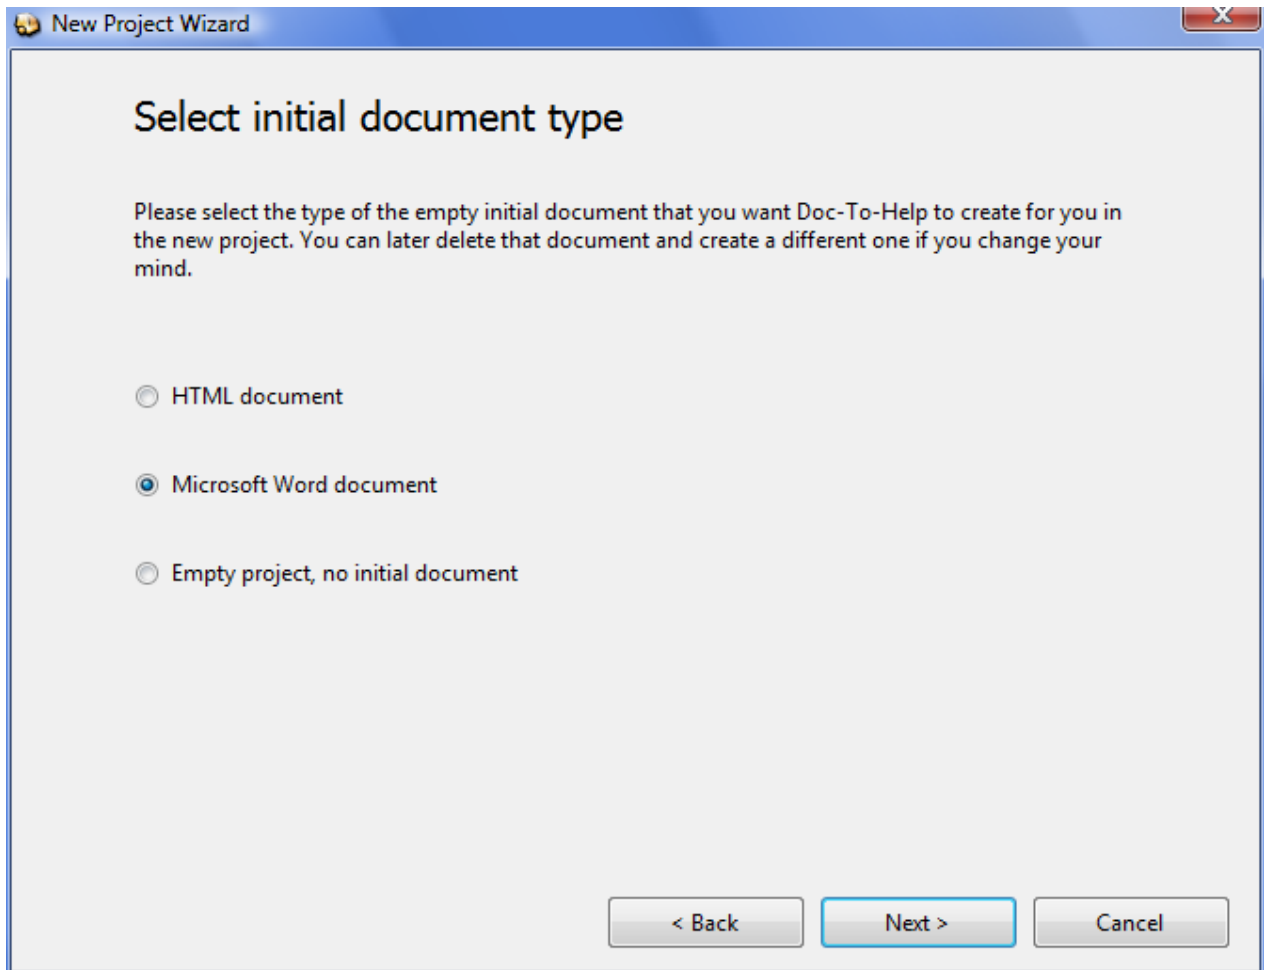 New Project Wizard
X
Select initial document type
Please select the type of the empty initial document that you want Doc-To-Help to create for you in
the new project. You can later delete that document and create a different one if you change your
mind.
HTML document
Microsoft Word document
Empty project, no initial document
< Back
Next >
Cancel